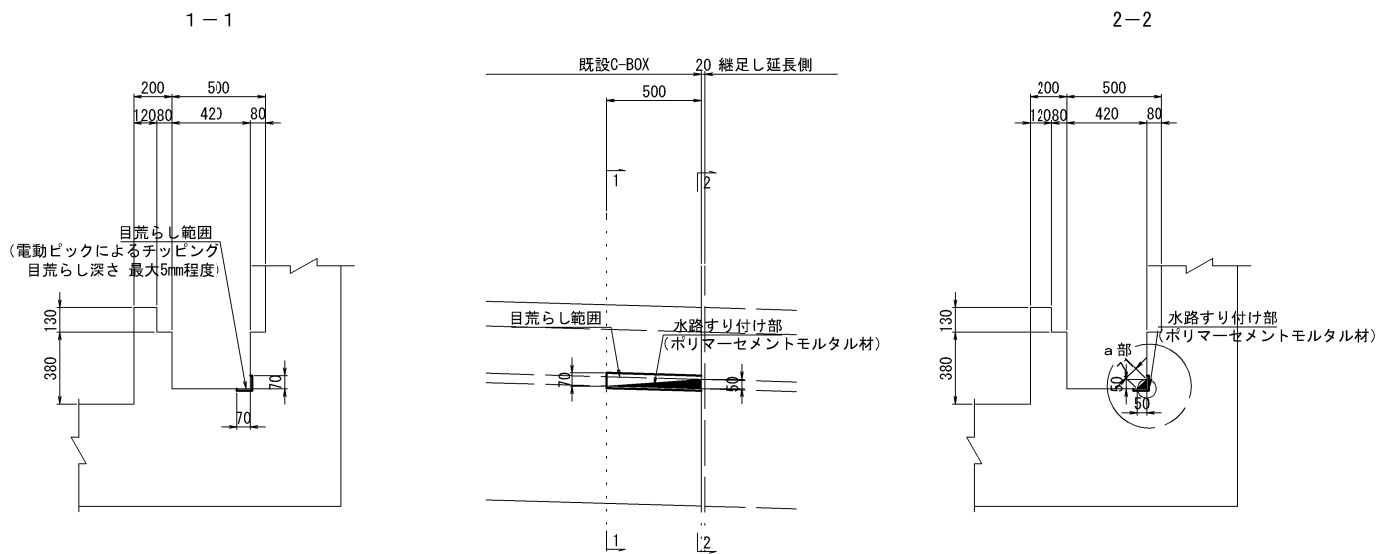 1-1
200
500
120
80
420
80
目荒らし範囲
(電動ピックによるチッピング
目荒らし深さ 最大5mm程度)
130
380
70
70
既設C-BOX
20
継足し延長側
500
1
2
目荒らし範囲
水路すり付け部
(ポリマーセメントモルタル材)
70
50
1
2
2-2
200
500
120
80
420
80
水路すり付け部
(ポリマーセメントモルタル材)
a部
130
380
50
50